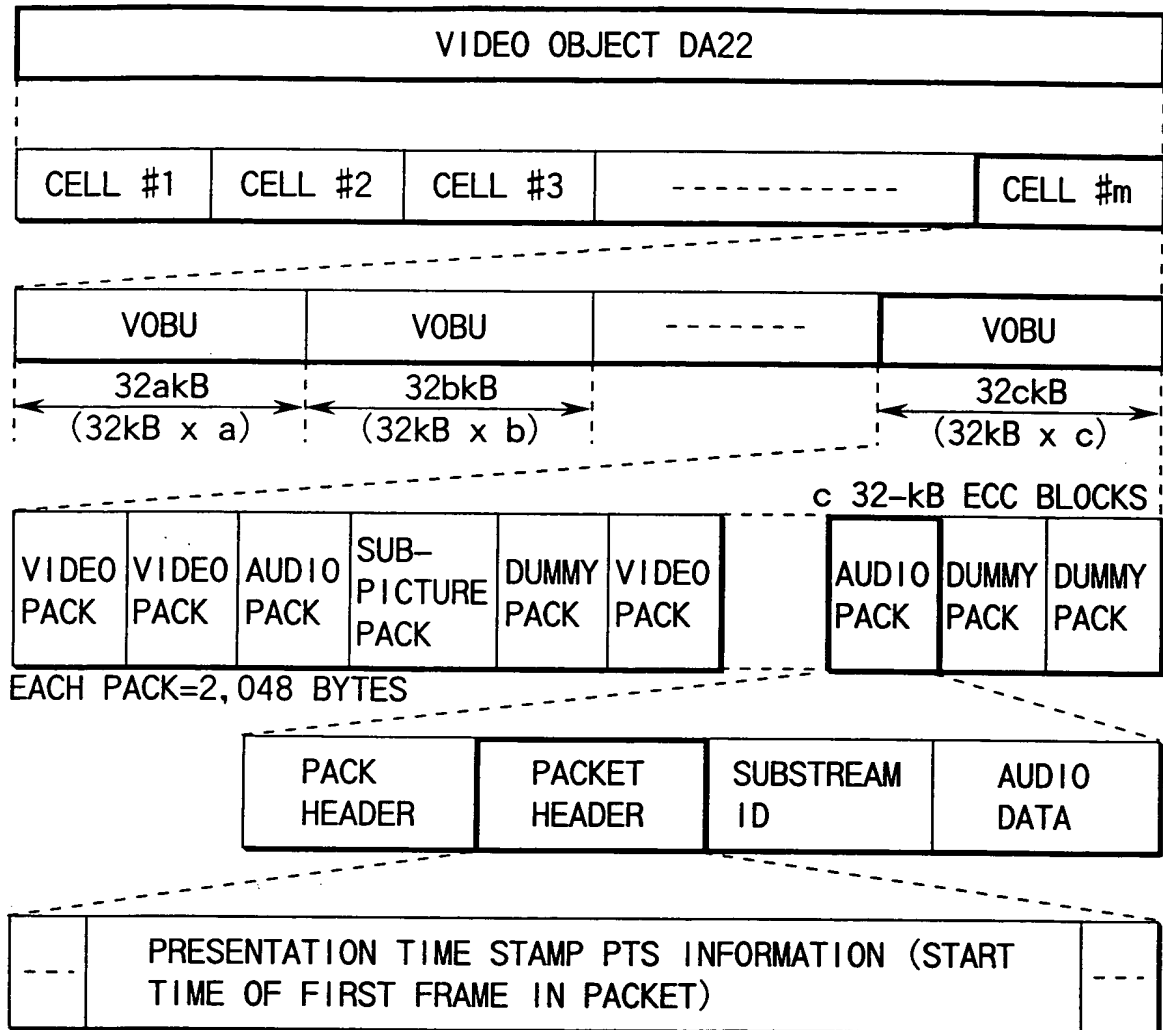 VIDEO OBJECT DA22
CELL #1 CELL #2 CELL #3 ----------- CELL #m
VOBU VOBU ------- VOBU
32akB 32bkB 32ckB
(32kB x a) (32kB x b) (32kB x c)
c 32-kB ECC BLOCKS
VIDEO PACK
VIDEO PACK
AUDIO PACK
SUB-
PICTURE
PACK
DUMMY PACK
VIDEO PACK
AUDIO PACK
DUMMY PACK
DUMMY PACK
EACH PACK=2,048 BYTES
PACK
HEADER
PACKET
HEADER
SUBSTREAM
ID
AUDIO
DATA
--- PRESENTATION TIME STAMP PTS INFORMATION (START ---
TIME OF FIRST FRAME IN PACKET)